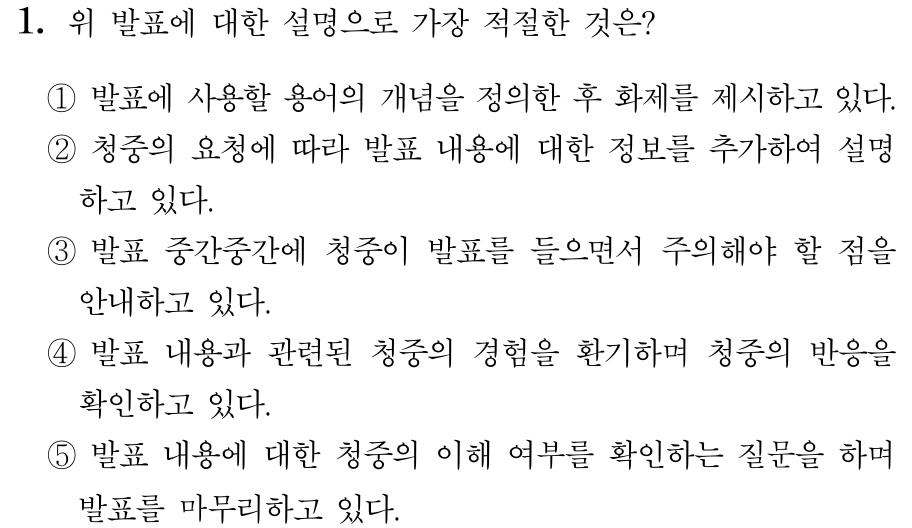 1. 위 발표에 대한 설명으로 가장 적절한 것은?
① 발표에 사용할 용어의 개념을 정의한 후 화제를 제시하고 있다.
② 청중의 요청에 따라 발표 내용에 대한 정보를 추가하여 설명
하고 있다.
③ 발표 중간중간에 청중이 발표를 들으면서 주의해야 할 점을
안내하고 있다.
④ 발표 내용과 관련된 청중의 경험을 환기하며 청중의 반응을
확인하고 있다.
⑤ 발표 내용에 대한 청중의 이해 여부를 확인하는 질문을 하며
발표를 마무리하고 있다.